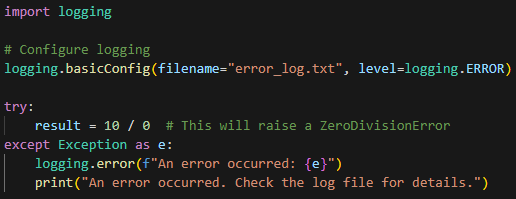 import logging

# Configure logging
logging.basicConfig(filename="error_log.txt", level=logging.ERROR)

try:
    result = 10 / 0  # This will raise a ZeroDivisionError
except Exception as e:
    logging.error(f"An error occurred: {e}")
    print("An error occurred. Check the log file for details.")